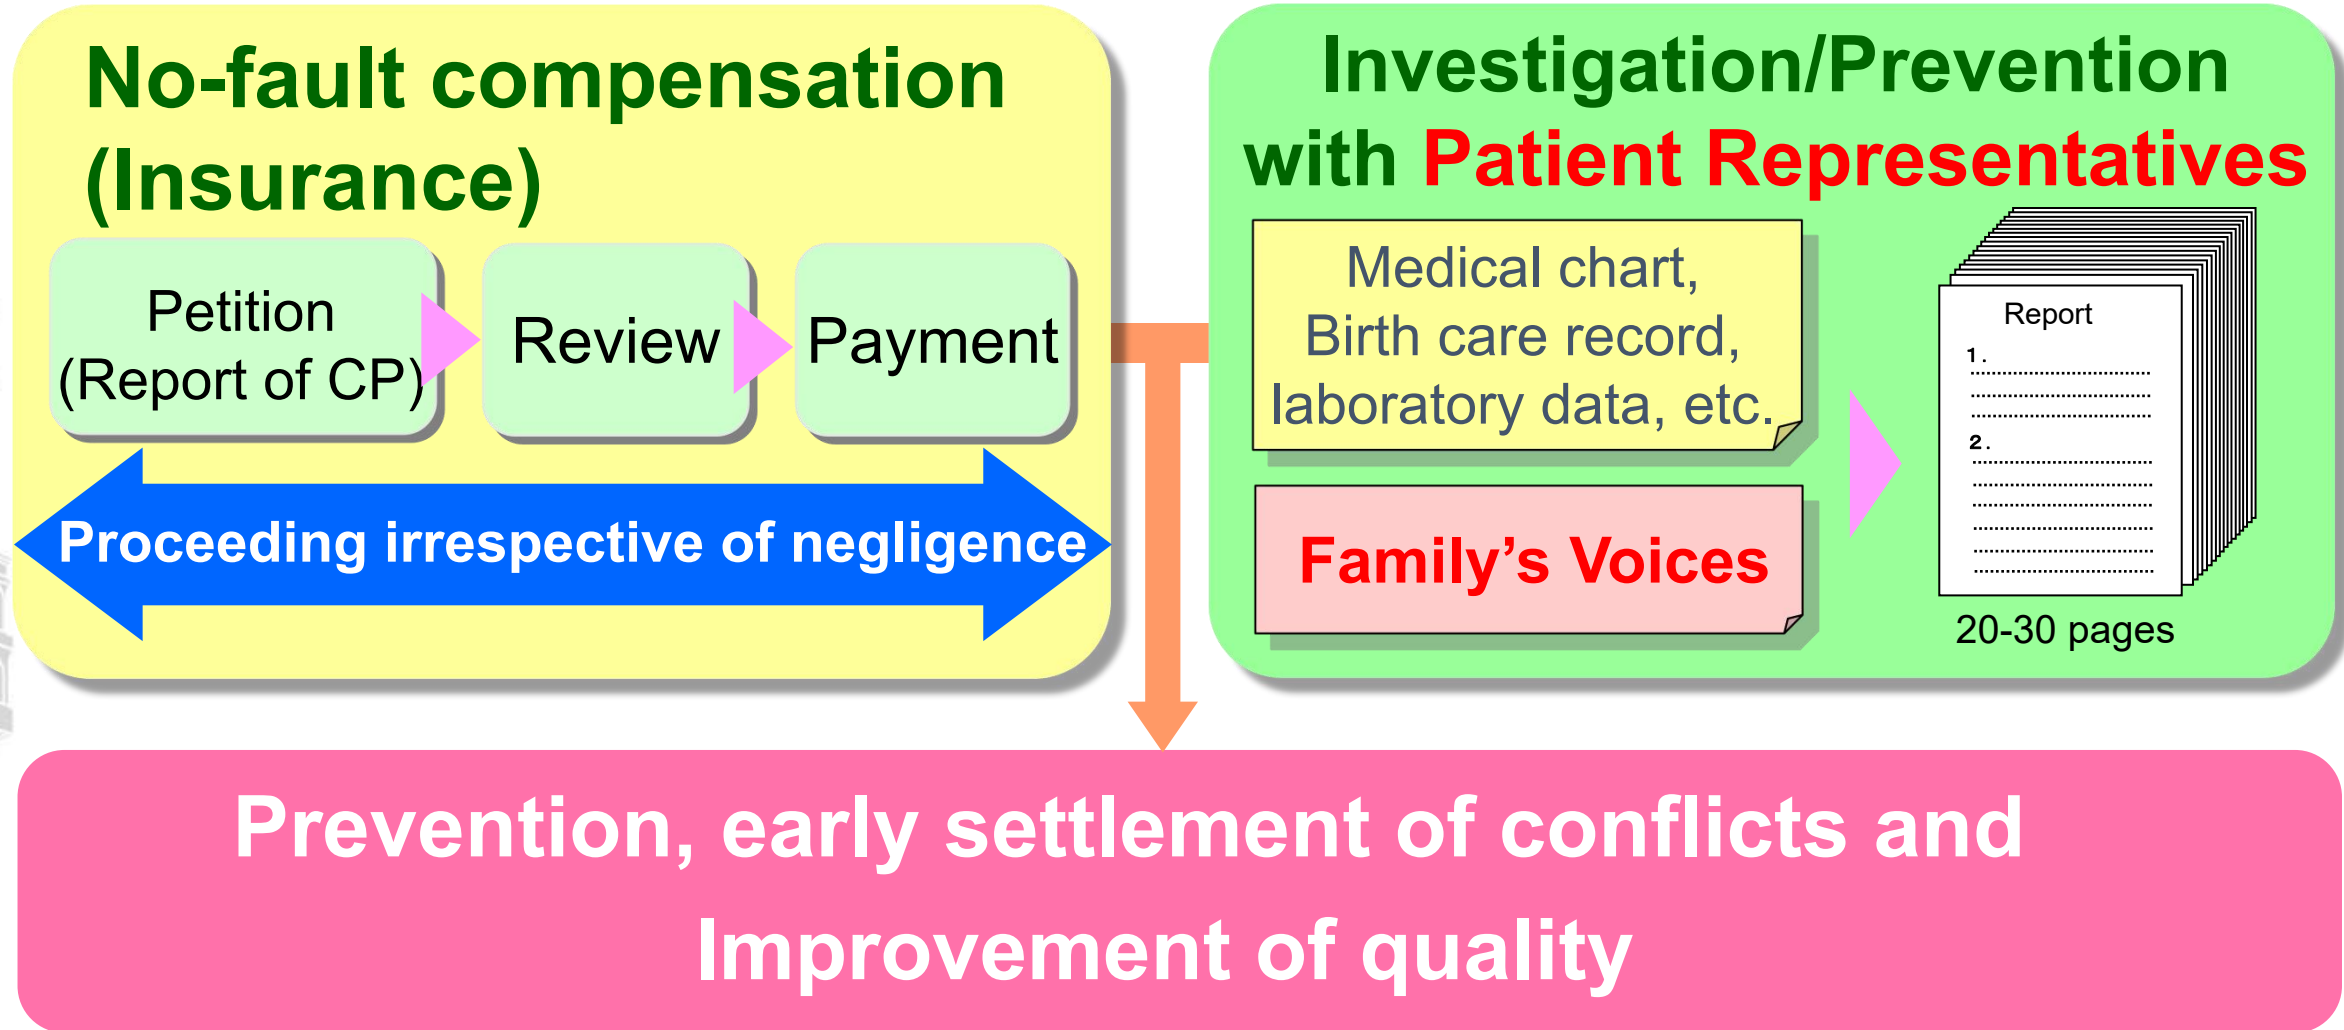 No-fault compensation
(Insurance)
Petition
(Report of CP)
Review
Payment
Proceeding irrespective of negligence
Investigation/Prevention
with Patient Representatives
Medical chart,
Birth care record,
laboratory data, etc.
Family’s Voices
Report
1.
2.
20-30 pages
Prevention, early settlement of conflicts and
Improvement of quality